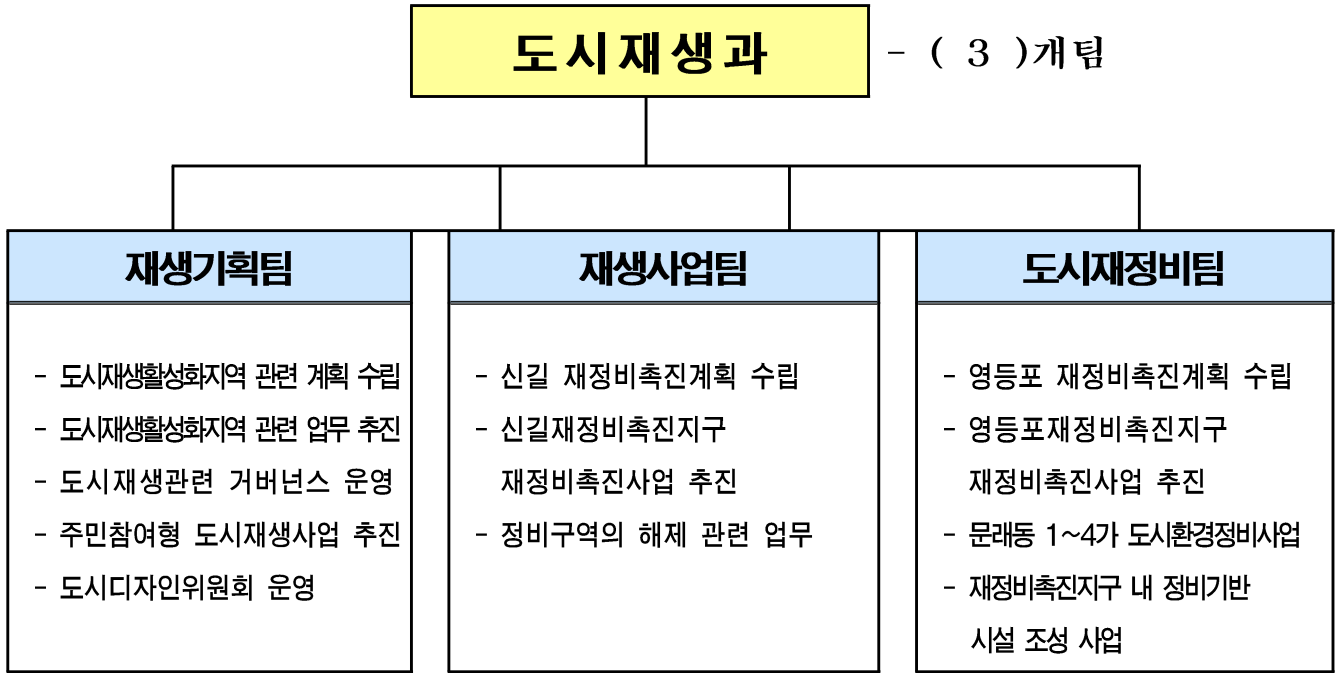 도시재생과
- ( 3 )개팀
재생기획팀
- 도시재생활성화지역 관련 계획 수립
- 도시재생활성화지역 관련 업무 추진
- 도시재생관련 거버넌스 운영
- 주민참여형 도시재생사업 추진
- 도시디자인위원회 운영
재생사업팀
- 신길 재정비촉진계획 수립
- 신길재정비촉진지구
재정비촉진사업 추진
- 정비구역의 해제 관련 업무
도시재정비팀
- 영등포 재정비촉진계획 수립
- 영등포재정비촉진지구
재정비촉진사업 추진
- 문래동 1~4가 도시환경정비사업
- 재정비촉진지구 내 정비기반
시설 조성 사업